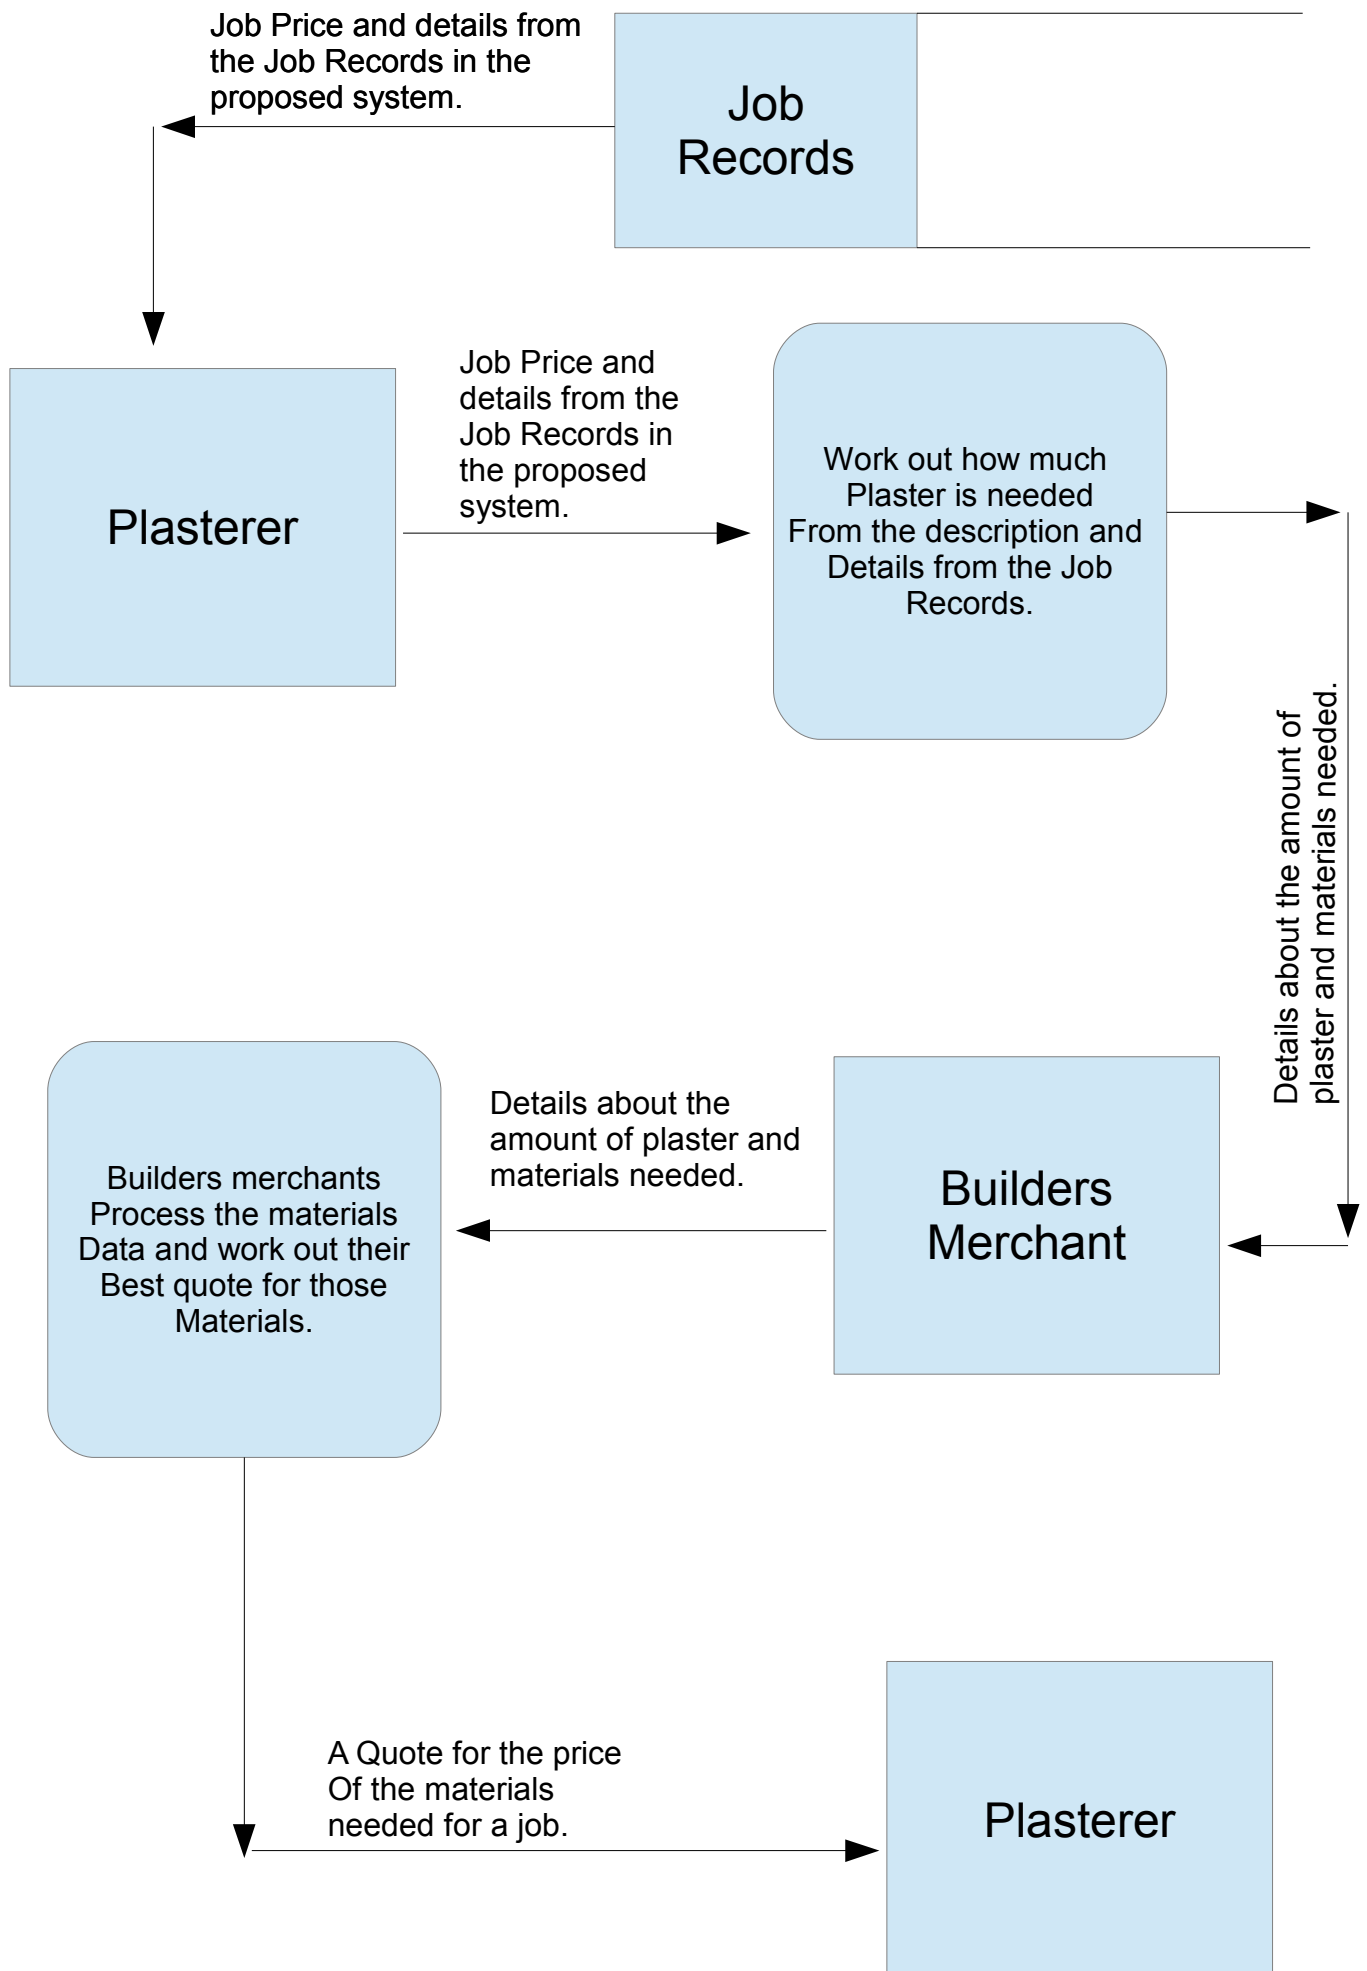 Job Price and details from
the Job Records in the
proposed system.
Job
Records
Job Price and
details from the
Job Records in
the proposed
system.
Plasterer
Work out how much
Plaster is needed
From the description and
Details from the Job
Records.
Details about the amount of
plaster and materials needed.
Builders merchants
Process the materials
Data and work out their
Best quote for those
Materials.
Details about the
amount of plaster and
materials needed.
Builders
Merchant
A Quote for the price
Of the materials
needed for a job.
Plasterer